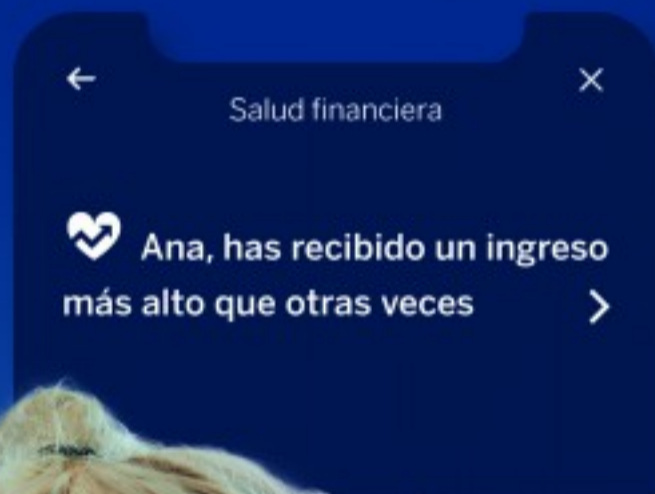 Salud financiera
Ana, has recibido un ingreso
más alto que otras veces